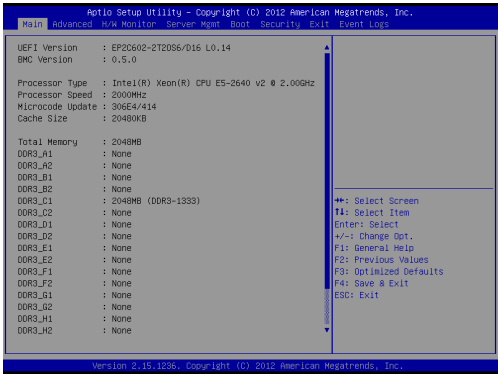 Aptio Setup Utility - Copyright (C) 2012 American Megatrends, Inc.
Main Advanced H/W Monitor Server Mgmt Boot Security Exit Event Logs
UEFI Version : EP2C602-2T20S6/D16 L0.14
BMC Version : 0.5.0
Processor Type : Intel(R) Xeon(R) CPU E5-2640 v2 @ 2.00GHz
Processor Speed : 2000MHz
Microcode Update : 306E4/414
Cache Size : 20480KB
Total Memory : 2048MB
DDR3_A1 : None
DDR3_A2 : None
DDR3_B1 : None
DDR3_B2 : None
DDR3_C1 : 2048MB (DDR3-1333)
DDR3_C2 : None
DDR3_D1 : None
DDR3_D2 : None
DDR3_E1 : None
DDR3_E2 : None
DDR3_F1 : None
DDR3_F2 : None
DDR3_G1 : None
DDR3_G2 : None
DDR3_H1 : None
DDR3_H2 : None
→←: Select Screen
↑↓: Select Item
Enter: Select
+/-: Change Opt.
F1: General Help
F2: Previous Values
F3: Optimized Defaults
F4: Save & Exit
ESC: Exit
Version 2.15.1236. Copyright (C) 2012 American Megatrends, Inc.